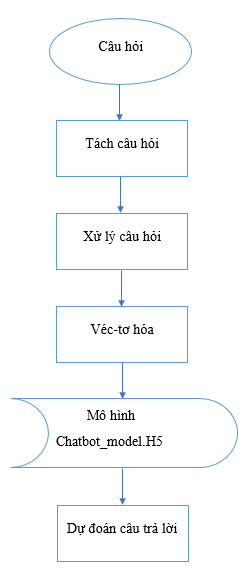 Câu hỏi
Tách câu hỏi
Xử lý câu hỏi
Véc-tơ hóa
Mô hình
Chatbot_model.H5
Dự đoán câu trả lời